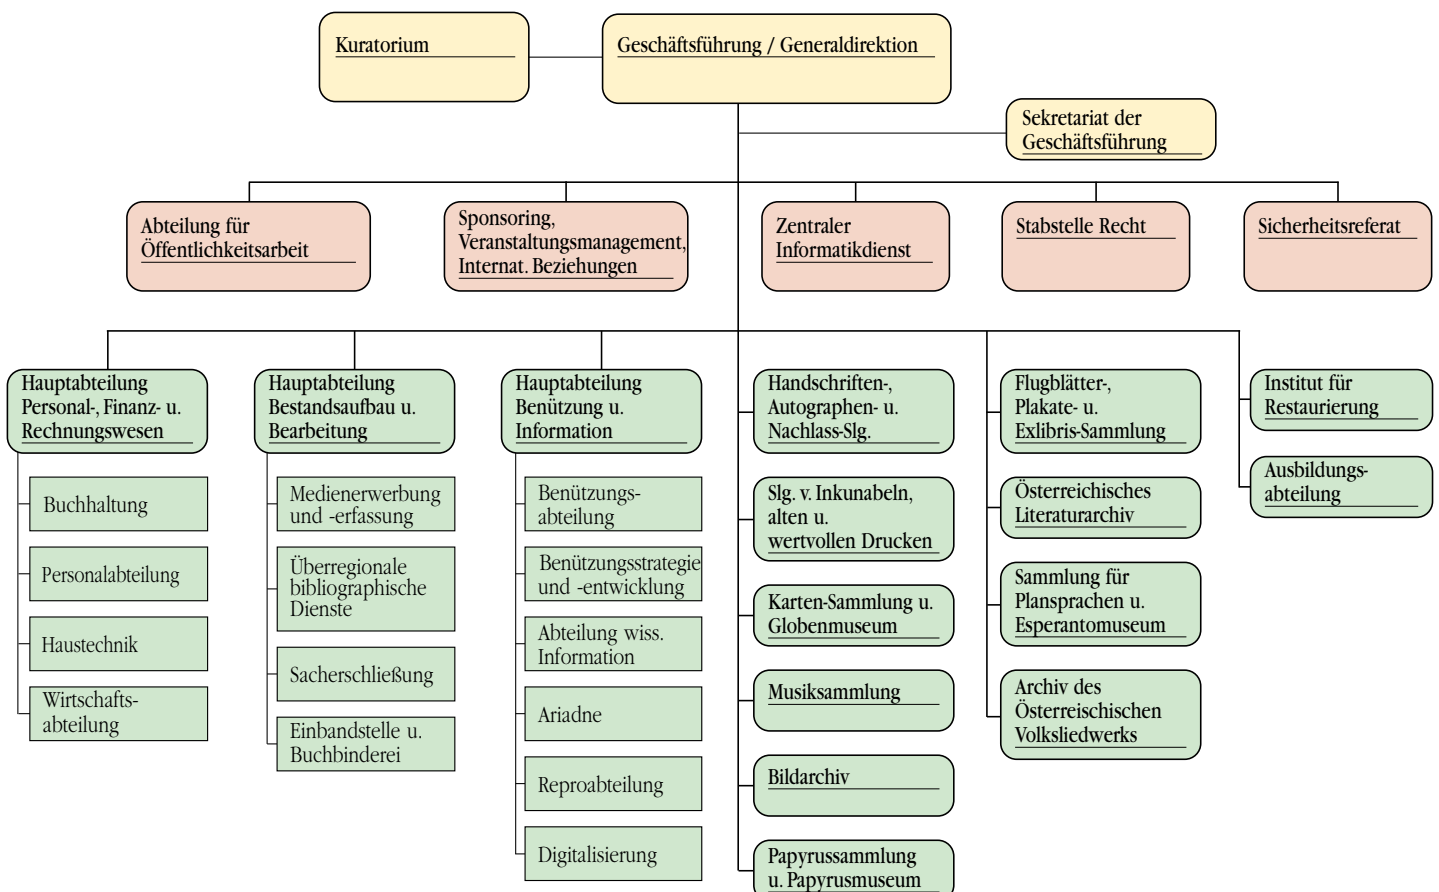 Kuratorium
Geschäftsführung / Generaldirektion
Sekretariat der
Geschäftsführung
Abteilung für
Öffentlichkeitsarbeit
Sponsoring,
Veranstaltungsmanagement,
Internat. Beziehungen
Zentraler
Informatikdienst
Stabstelle Recht
Sicherheitsreferat
Hauptabteilung
Personal-, Finanz- u.
Rechnungswesen
Buchhaltung
Personalabteilung
Haustechnik
Wirtschafts-
abteilung
Hauptabteilung
Bestandsaufbau u.
Bearbeitung
Medienerwerbung
und -erfassung
Überregionale
bibliographische
Dienste
Sacherschließung
Einbandstelle u.
Buchbinderei
Hauptabteilung
Benützung u.
Information
Benützungs-
abteilung
Benützungsstrategie
und -entwicklung
Abteilung wiss.
Information
Ariadne
Reproabteilung
Digitalisierung
Handschriften-,
Autographen- u.
Nachlass-Slg.
Slg. v. Inkunabeln,
alten u.
wertvollen Drucken
Karten-Sammlung u.
Globenmuseum
Musiksammlung
Bildarchiv
Papyrussammlung
u. Papyrusmuseum
Flugblätter-,
Plakate- u.
Exlibris-Sammlung
Österreichisches
Literaturarchiv
Sammlung für
Plansprachen u.
Esperantomuseum
Archiv des
Österreischischen
Volksliedwerks
Institut für
Restaurierung
Ausbildungs-
abteilung